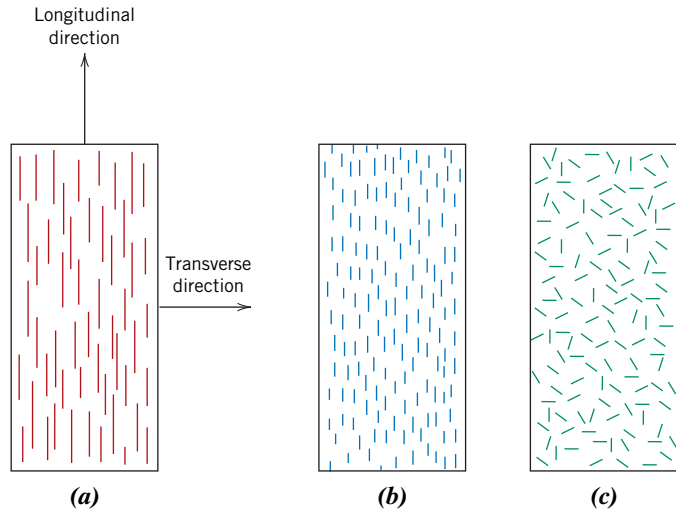 Longitudinal
direction
Transverse
direction
(a)
(b)
(c)